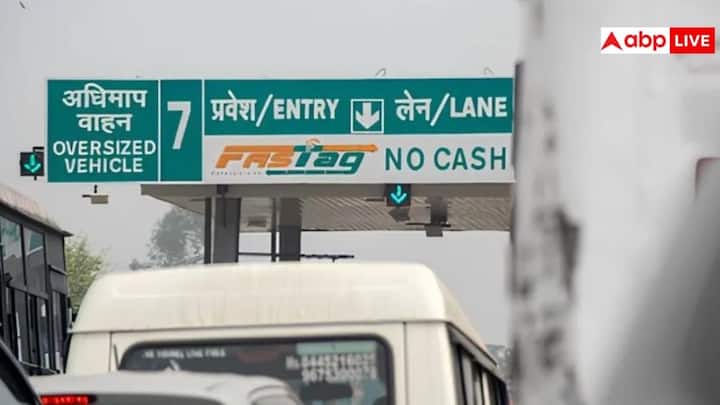 abp LIVE
अधिमाप
वाहन
OVERSIZED
VEHICLE
7
प्रवेश/ENTRY
लेन/LANE
FASTag
NO CASH